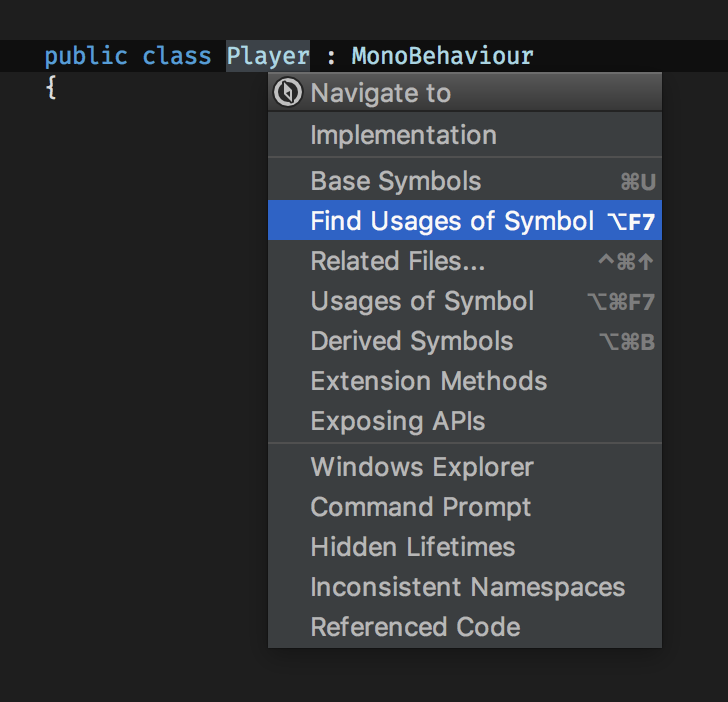 public class Player : MonoBehaviour
{
Navigate to
Implementation
Base Symbols ⌘U
Find Usages of Symbol ⌥F7
Related Files... ^⌘↑
Usages of Symbol ⌥⌘F7
Derived Symbols ⌥⌘B
Extension Methods
Exposing APIs
Windows Explorer
Command Prompt
Hidden Lifetimes
Inconsistent Namespaces
Referenced Code